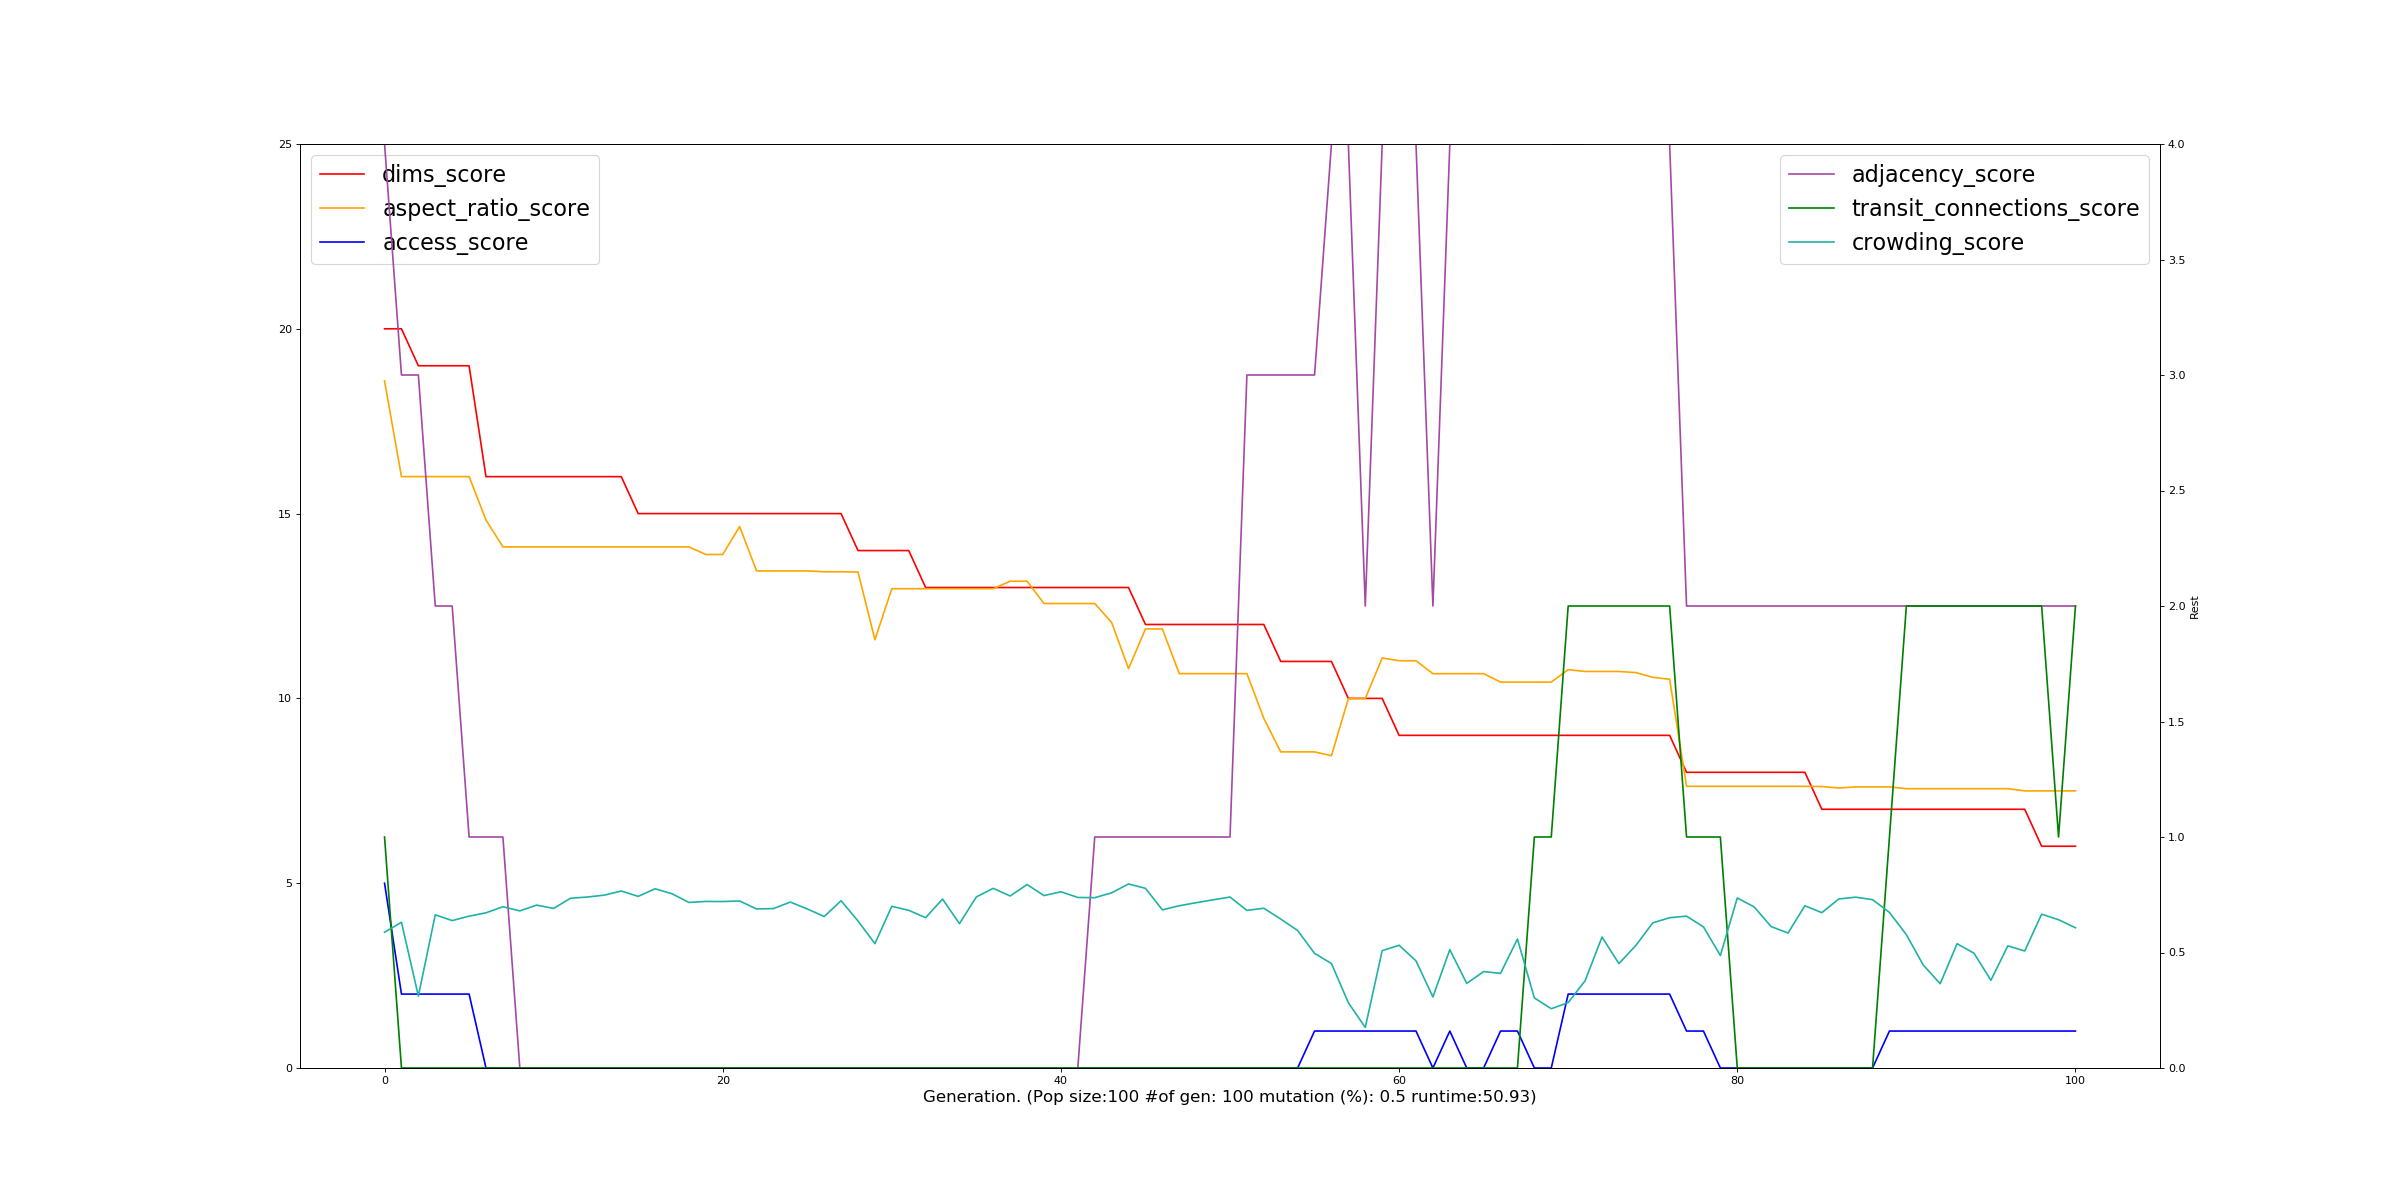 25
20
15
10
5
0
dims_score
aspect_ratio_score
access_score
adjacency_score
transit_connections_score
crowding_score
4.0
3.5
3.0
2.5
2.0
1.5
1.0
0.5
0.0
Rest
0 20 40 60 80 100
Generation. (Pop size:100 #of gen: 100 mutation (%): 0.5 runtime:50.93)